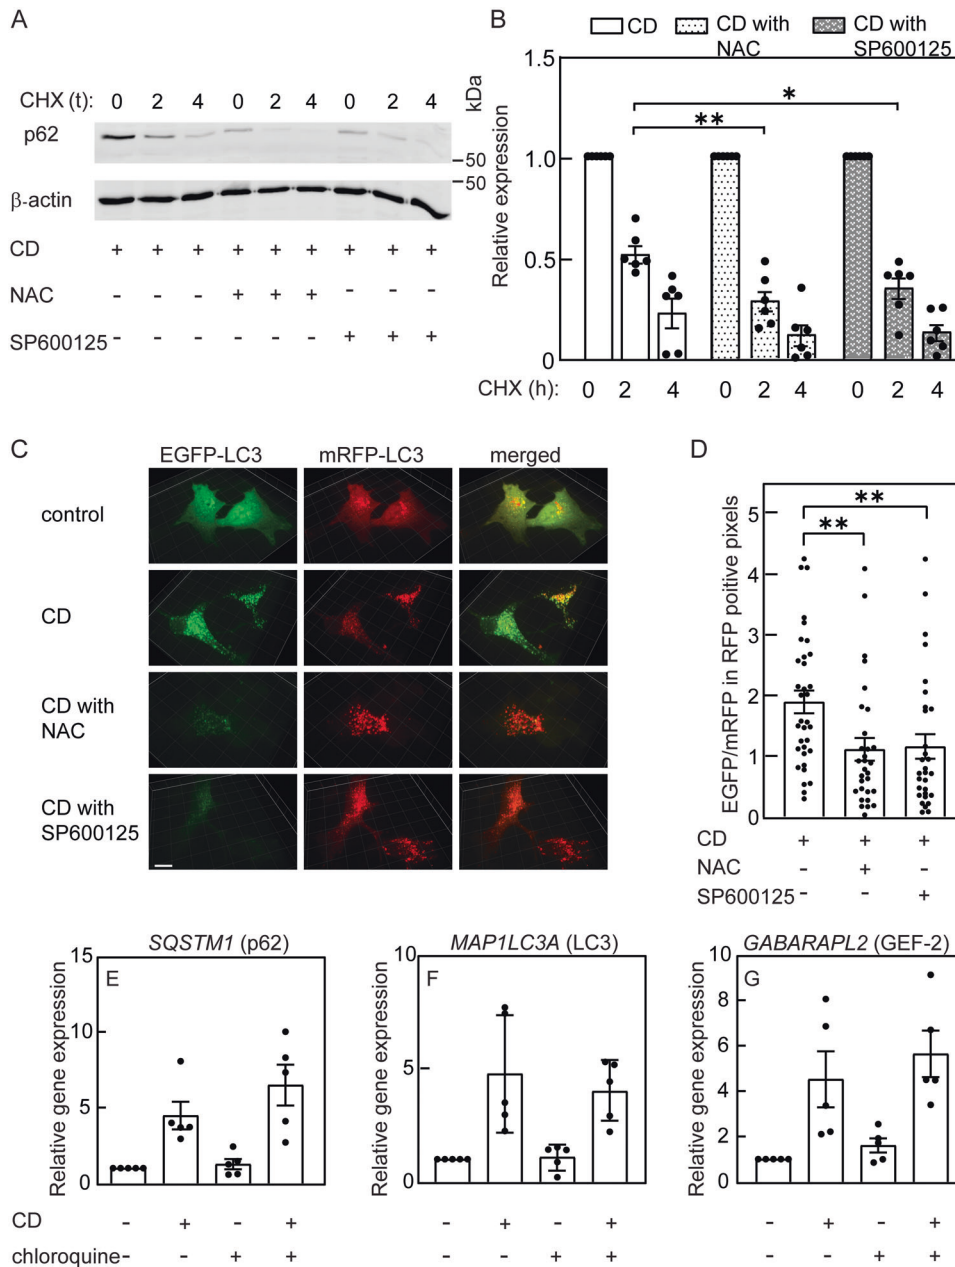 A
CHX (t): 0 2 4 0 2 4 0 2 4 kDa
p62
50
50
β-actin
CD + + + + + + + + +
NAC - - - + + + - - -
SP600125 - - - - - - + + +
B
CD CD with NAC CD with SP600125
Relative expression
1.5
* 
**
1.0
0.5
0
CHX (h): 0 2 4 0 2 4 0 2 4
C
EGFP-LC3 mRFP-LC3 merged
control
CD
CD with
NAC
CD with
SP600125
D
EGFP/mRFP in RFP poitive pixels
**
**
5
4
3
2
1
0
CD + + +
NAC - + -
SP600125 - - +
SQSTM1 (p62)
E
Relative gene expression
15
10
5
0
MAP1LC3A (LC3)
F
Relative gene expression
10
5
0
GABARAPL2 (GEF-2)
G
Relative gene expression
10
8
6
4
2
0
CD - + - + - + - + - + - +
chloroquine - - + + - - + + - - + +